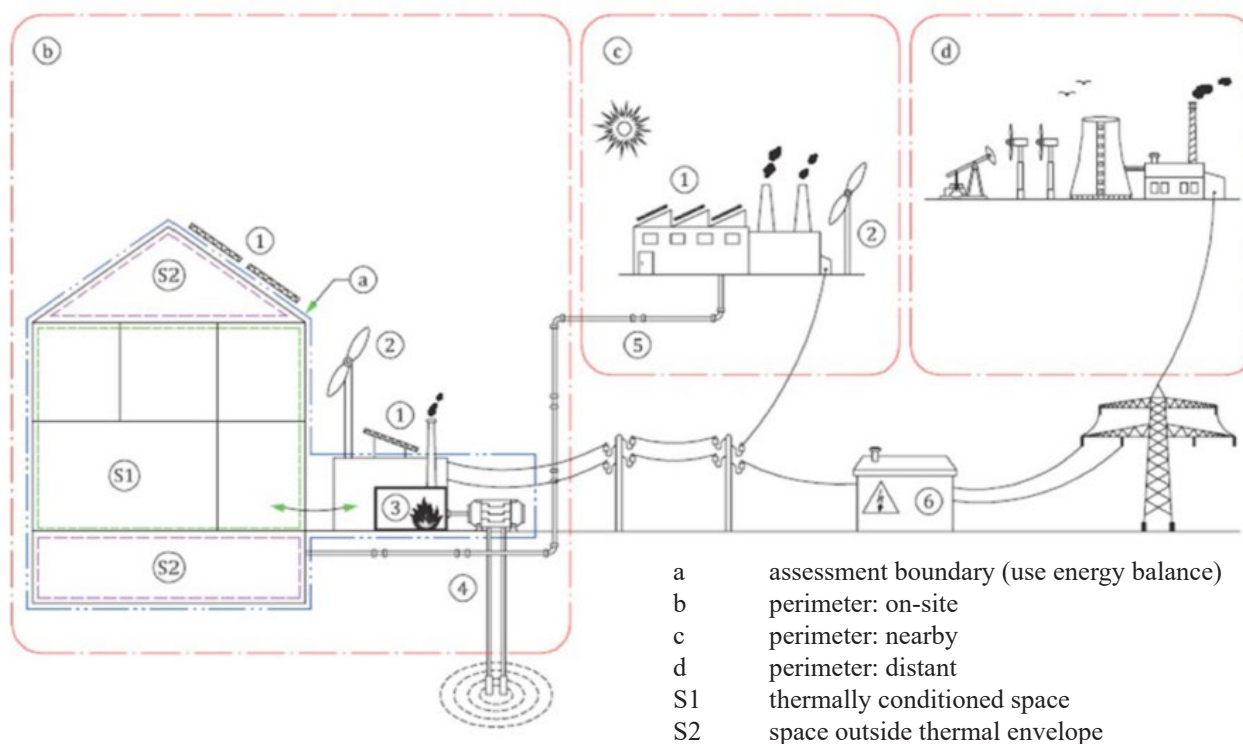 b
c
d
1
1
2
S2
a
2
5
1
S1
3
6
S2
4
a assessment boundary (use energy balance)
b perimeter: on-site
c perimeter: nearby
d perimeter: distant
S1 thermally conditioned space
S2 space outside thermal envelope